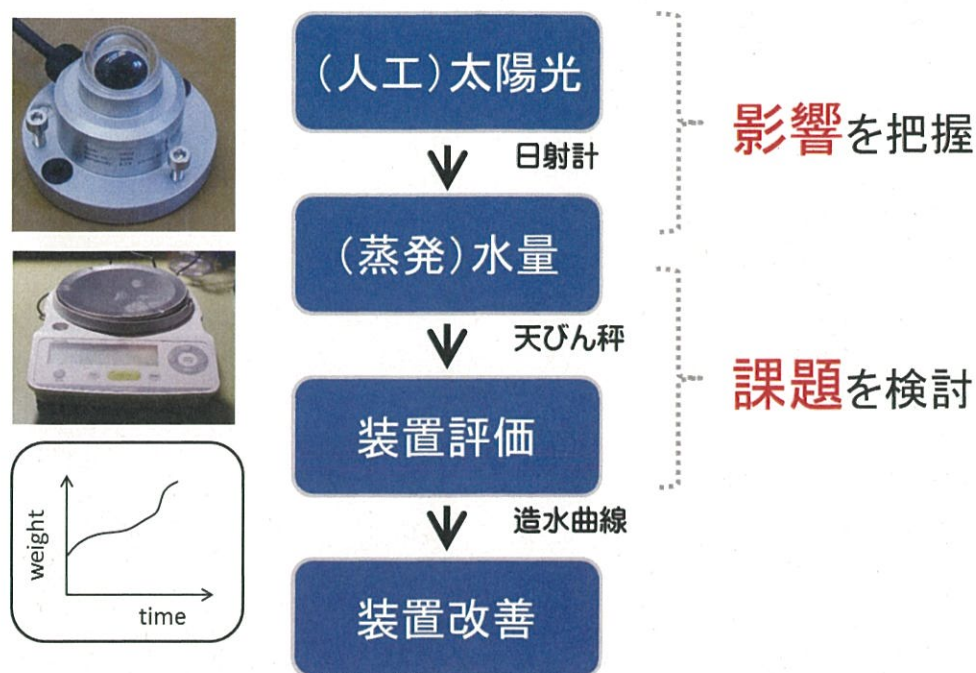 (人工)太陽光
日射計
影響を把握
(蒸発)水量
天びん秤
装置評価
課題を検討
造水曲線
weight
time
装置改善